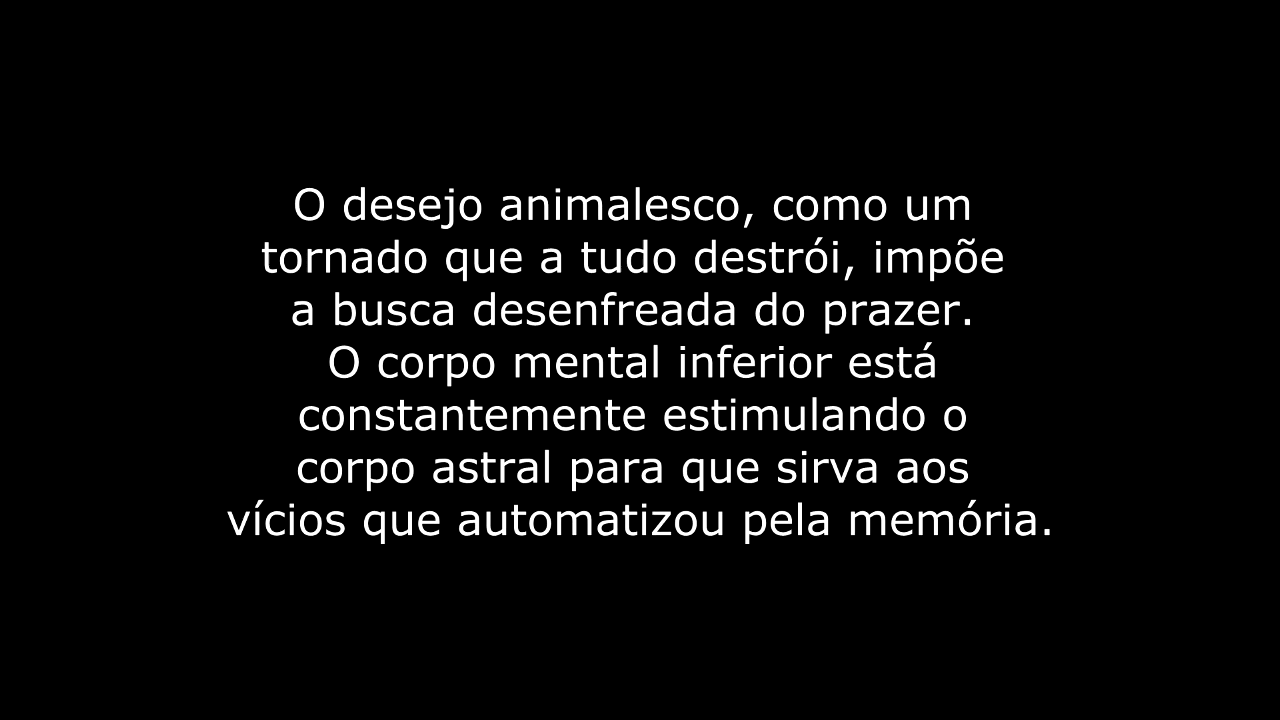 O desejo animalesco, como um
tornado que a tudo destrói, impõe
a busca desenfreada do prazer.
O corpo mental inferior está
constantemente estimulando o
corpo astral para que sirva aos
vícios que automatizou pela memória.